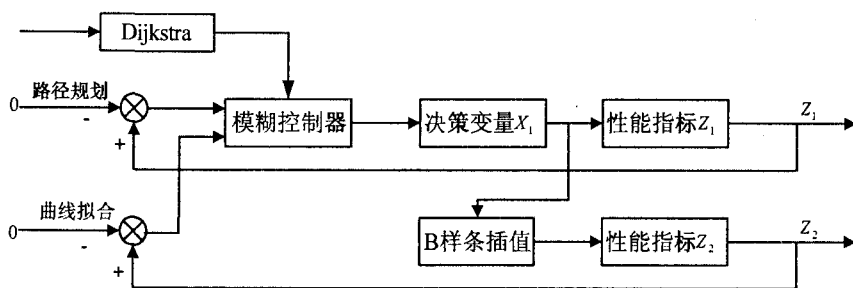 Dijkstra
0 路径规划
-
+
模糊控制器
决策变量X₁
性能指标Z₁
Z₁
0 曲线拟合
-
+
B样条插值
性能指标Z₂
Z₂